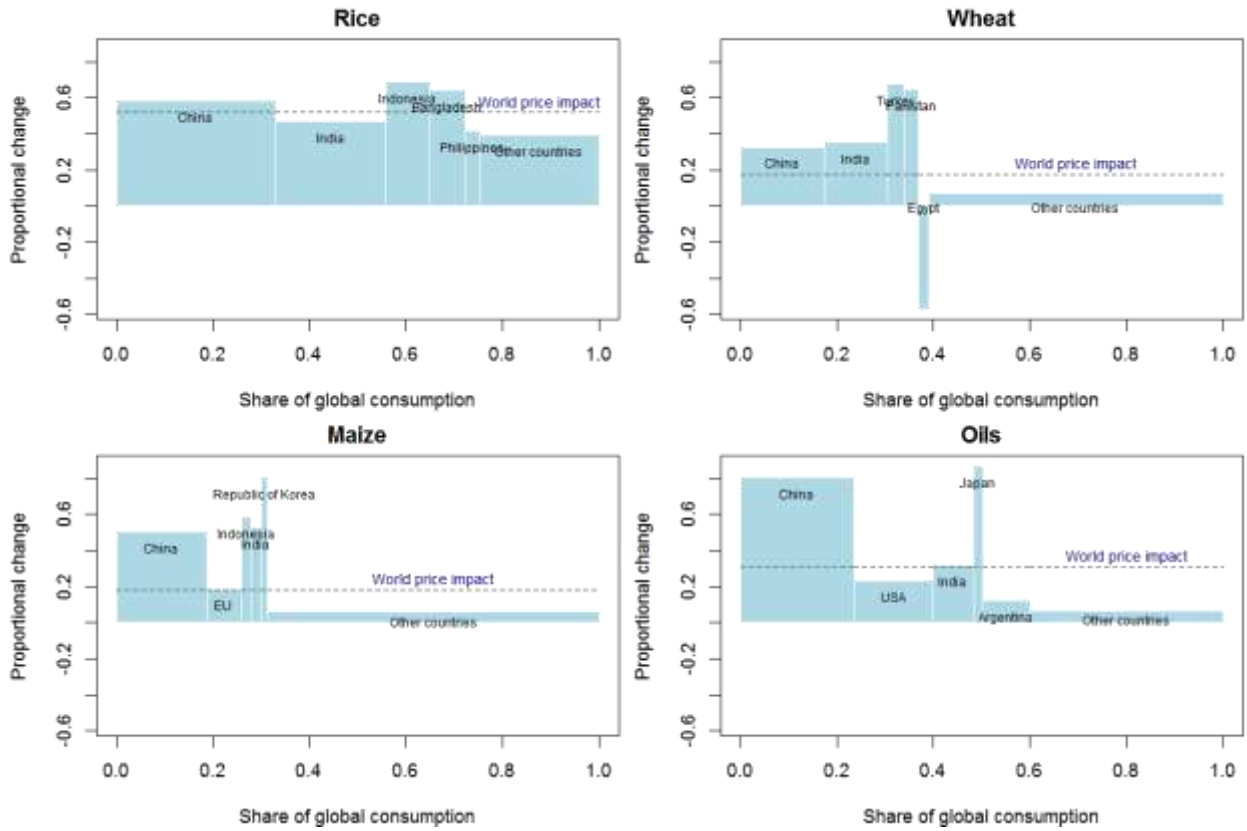 Rice
Proportional change
0.6
0.2
-0.2
-0.6
China
India
Indonesia
Bangladesh
Philippines
Other countries
World price impact
0.0 0.2 0.4 0.6 0.8 1.0
Share of global consumption
Wheat
Proportional change
0.6
0.2
-0.2
-0.6
China
India
Turkey
Pakistan
Egypt
Other countries
World price impact
0.0 0.2 0.4 0.6 0.8 1.0
Share of global consumption
Maize
Proportional change
0.6
0.2
-0.2
-0.6
China
EU
Indonesia
India
Republic of Korea
Other countries
World price impact
0.0 0.2 0.4 0.6 0.8 1.0
Share of global consumption
Oils
Proportional change
0.6
0.2
-0.2
-0.6
China
USA
India
Japan
Argentina
Other countries
World price impact
0.0 0.2 0.4 0.6 0.8 1.0
Share of global consumption